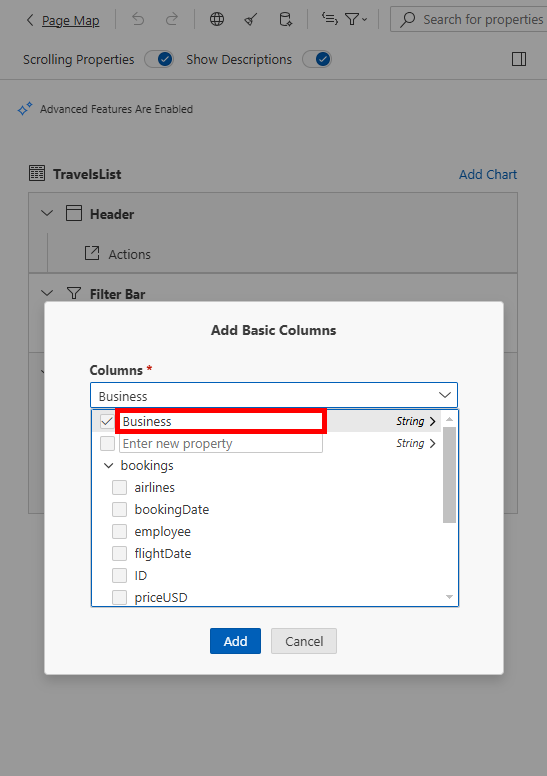 Page Map
Search for properties
Scrolling Properties
Show Descriptions
Advanced Features Are Enabled
TravelsList
Add Chart
Header
Actions
Filter Bar
Add Basic Columns
Columns *
Business
Business String
Enter new property String
bookings
airlines
bookingDate
employee
flightDate
ID
priceUSD
Add
Cancel